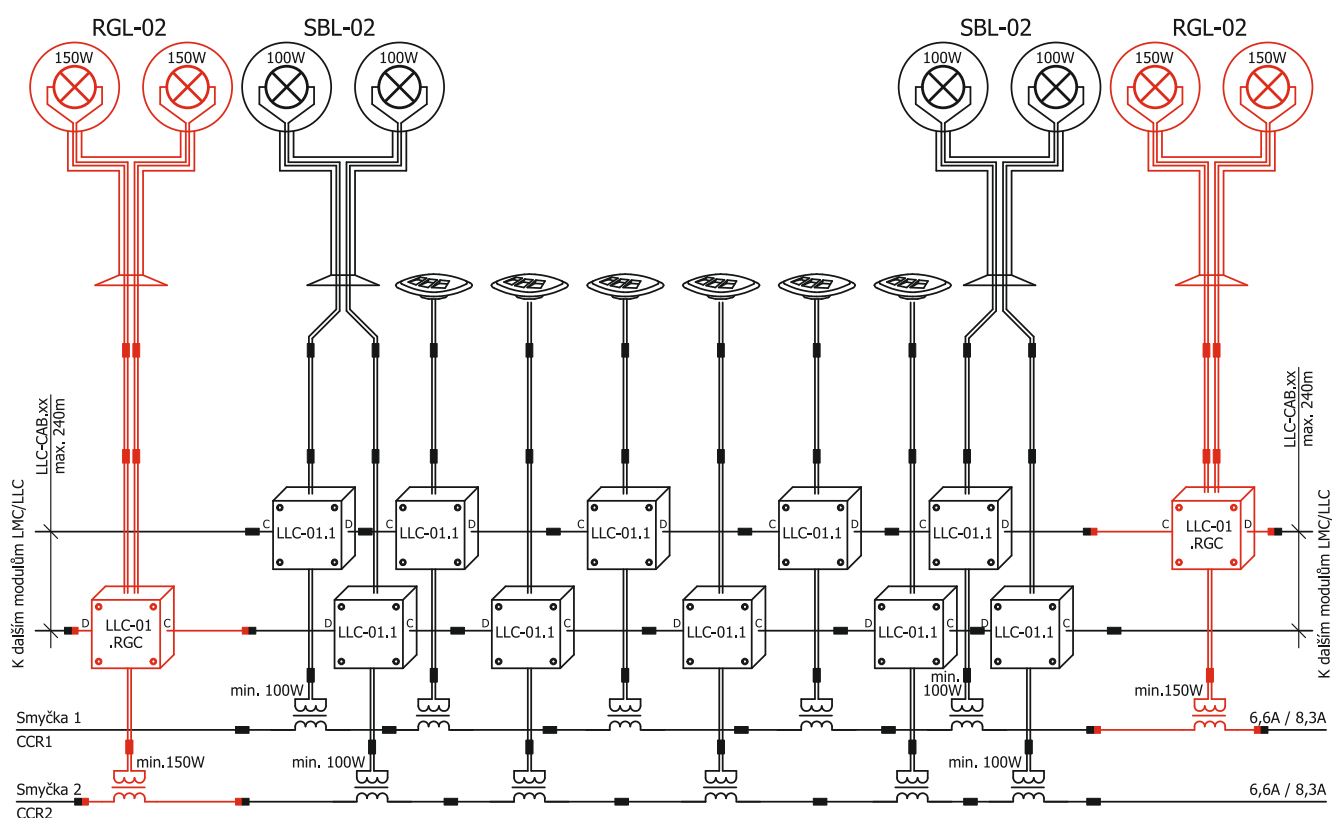 RGL-02
SBL-02
SBL-02
RGL-02
150W
150W
100W
100W
100W
100W
150W
150W
LLC-CAB.xx
max. 240m
LLC-CAB.xx
max. 240m
K dalším modulům LMC/LLC
K dalším modulům LMC/LLC
C LLC-01.1 D
C LLC-01.1 D
C LLC-01.1 D
C LLC-01.1 D
C LLC-01.1 D
C LLC-01 D
.RGC
D LLC-01 C
.RGC
D LLC-01.1 C
D LLC-01.1 C
D LLC-01.1 C
D LLC-01.1 C
D LLC-01.1 C
min. 100W
min.
100W
min.150W
Smyčka 1
6,6A / 8,3A
CCR1
min.150W
min. 100W
min. 100W
Smyčka 2
6,6A / 8,3A
CCR2